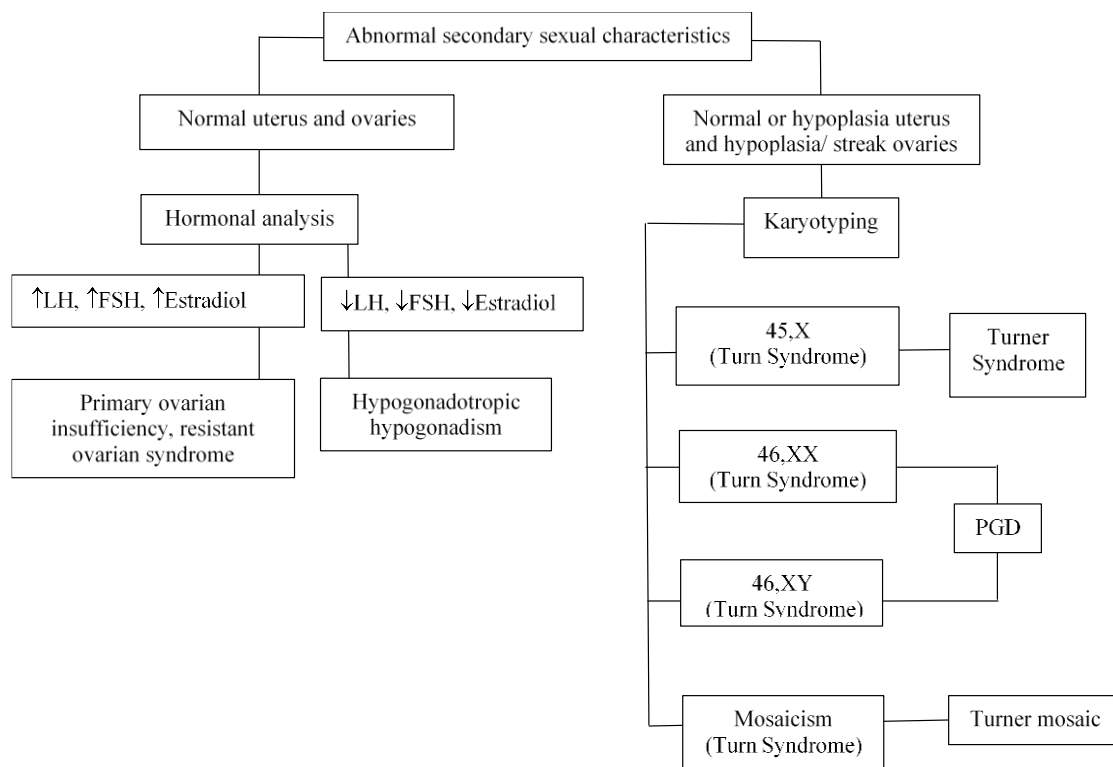 Abnormal secondary sexual characteristics
Normal uterus and ovaries
Normal or hypoplasia uterus
and hypoplasia/ streak ovaries
Hormonal analysis
Karyotyping
↑LH, ↑FSH, ↑Estradiol
↓LH, ↓FSH, ↓Estradiol
Primary ovarian
insufficiency, resistant
ovarian syndrome
Hypogonadotropic
hypogonadism
45,X
(Turn Syndrome)
Turner
Syndrome
46,XX
(Turn Syndrome)
PGD
46,XY
(Turn Syndrome)
Mosaicism
(Turn Syndrome)
Turner mosaic